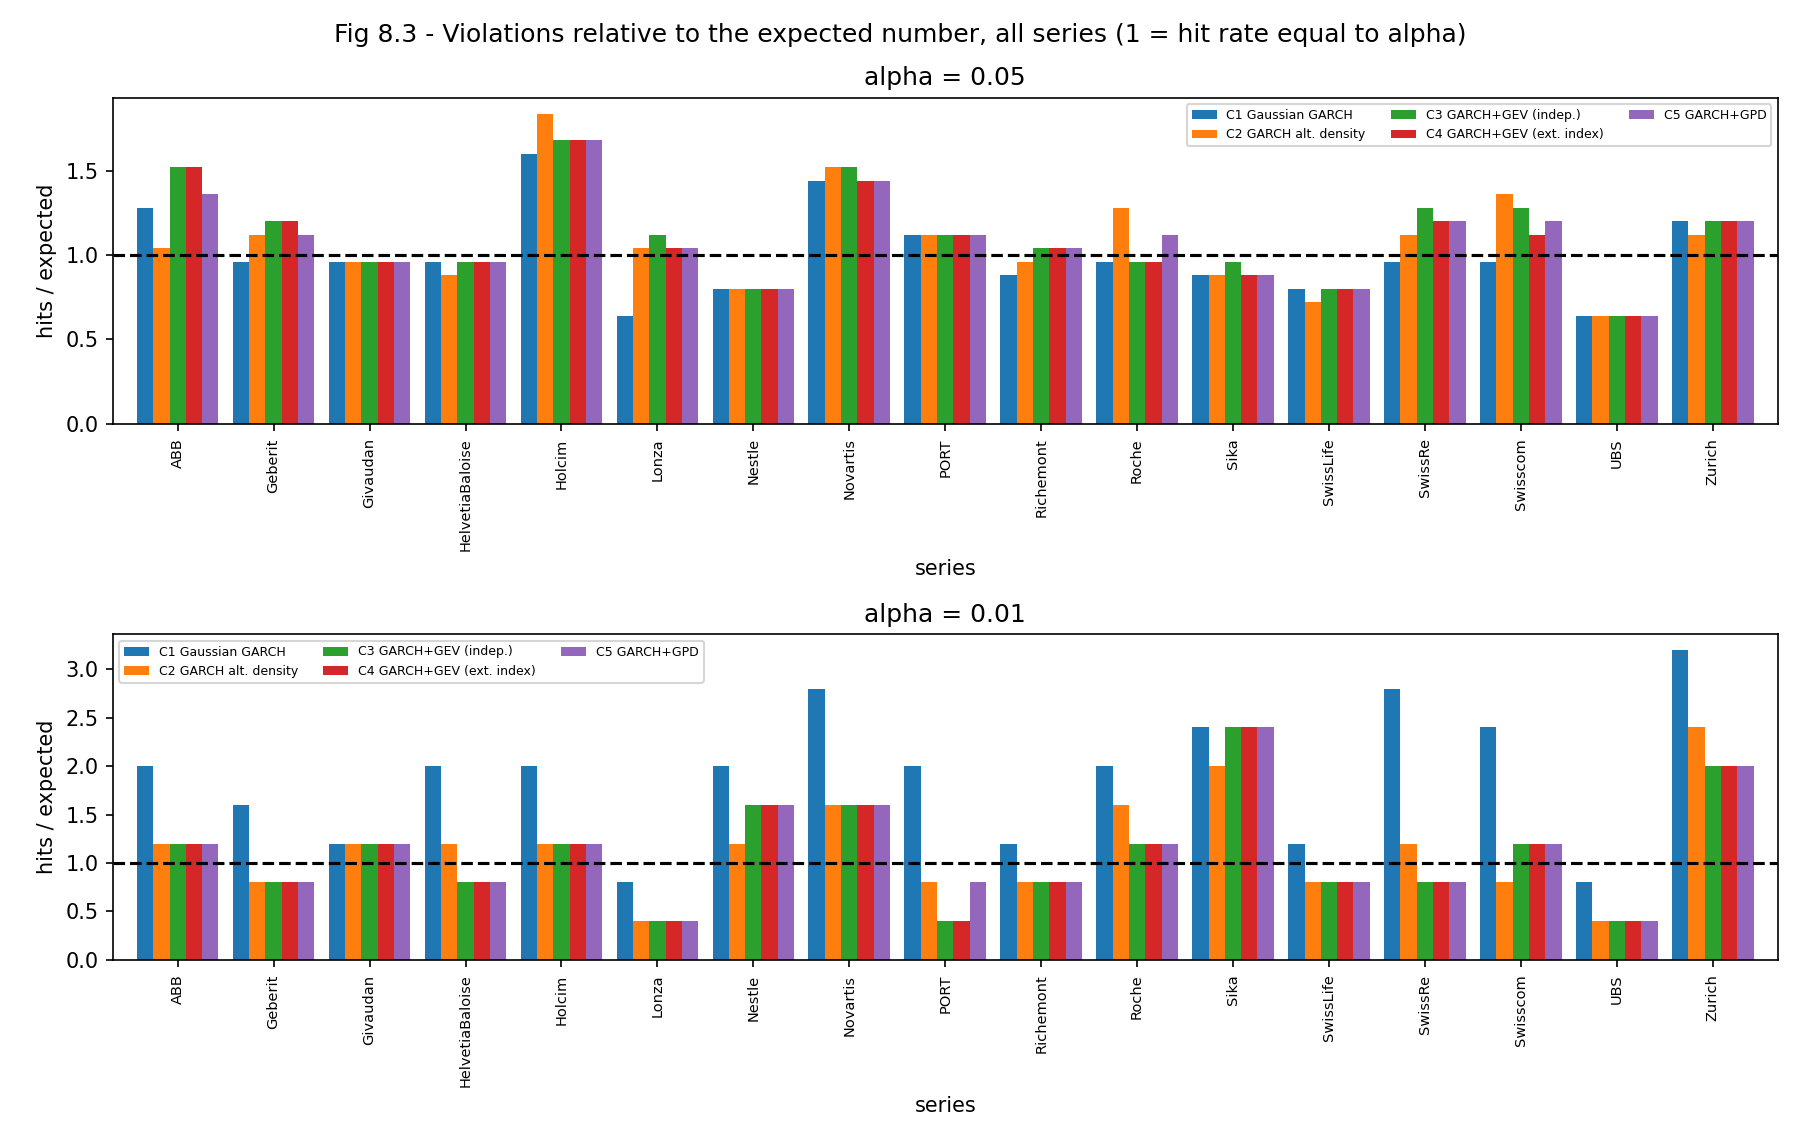 Fig 8.3 - Violations relative to the expected number, all series (1 = hit rate equal to alpha)
alpha = 0.05
C1 Gaussian GARCH
C2 GARCH alt. density
C3 GARCH+GEV (indep.)
C4 GARCH+GEV (ext. index)
C5 GARCH+GPD
hits / expected
1.5
1.0
0.5
0.0
ABB
Geberit
Givaudan
HelvetiaBaloise
Holcim
Lonza
Nestle
Novartis
PORT
Richemont
Roche
Sika
SwissLife
SwissRe
Swisscom
UBS
Zurich
series
alpha = 0.01
C1 Gaussian GARCH
C2 GARCH alt. density
C3 GARCH+GEV (indep.)
C4 GARCH+GEV (ext. index)
C5 GARCH+GPD
hits / expected
3.0
2.5
2.0
1.5
1.0
0.5
0.0
ABB
Geberit
Givaudan
HelvetiaBaloise
Holcim
Lonza
Nestle
Novartis
PORT
Richemont
Roche
Sika
SwissLife
SwissRe
Swisscom
UBS
Zurich
series